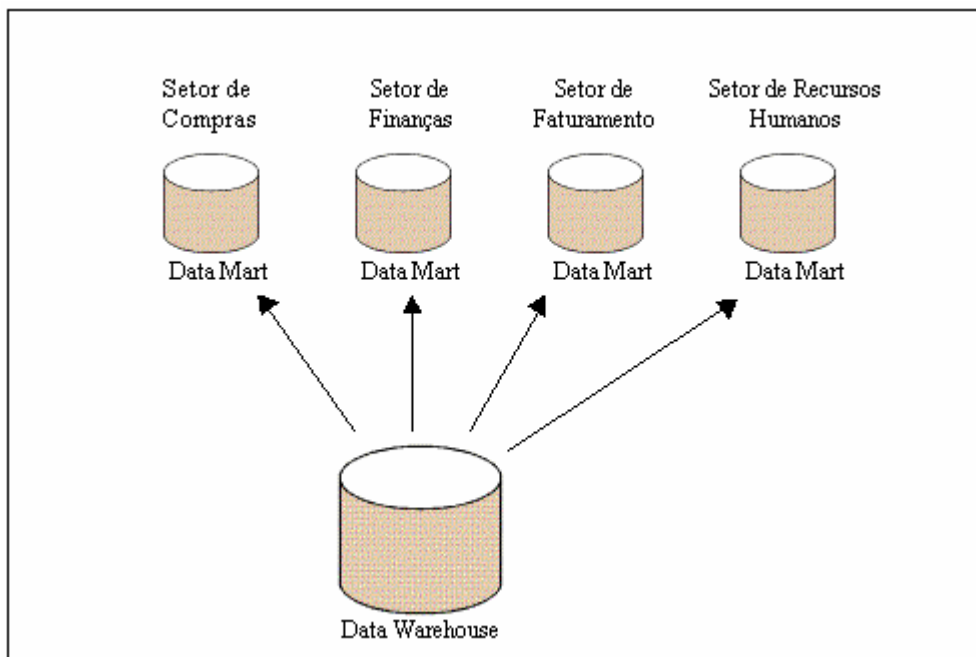 Setor de
Compras
Setor de
Finanças
Setor de
Faturamento
Setor de Recursos
Humanos
Data Mart
Data Mart
Data Mart
Data Mart
Data Warehouse